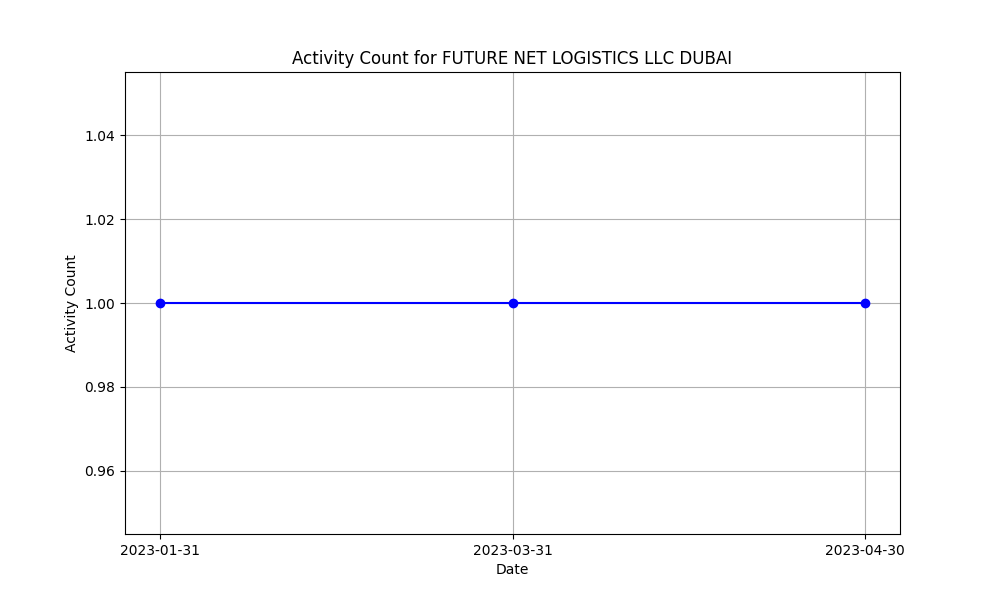 Activity Count for FUTURE NET LOGISTICS LLC DUBAI
Activity Count
1.04
1.02
1.00
0.98
0.96
2023-01-31
2023-03-31
2023-04-30
Date